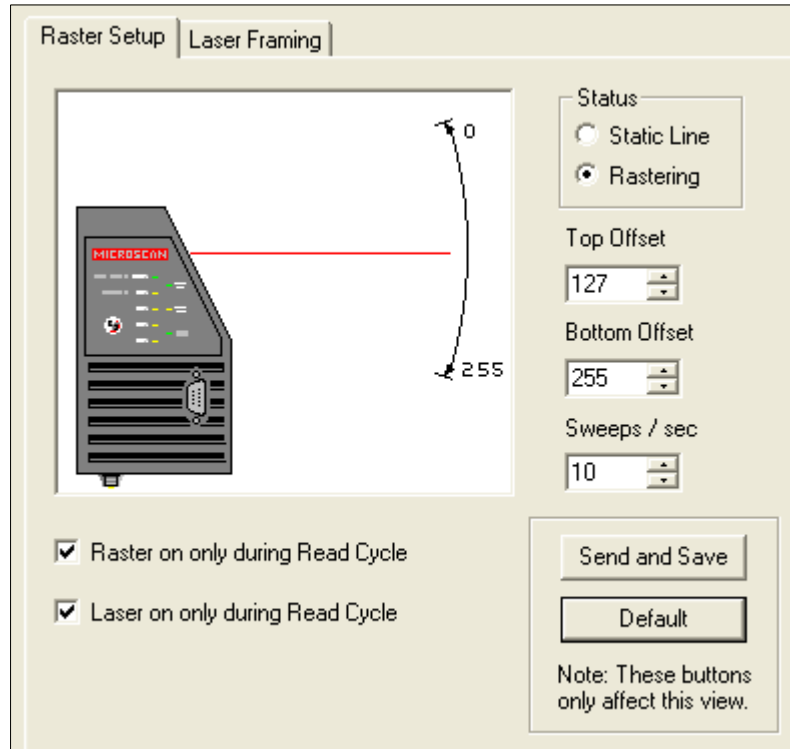 Raster Setup
Laser Framing
0
MICROSCAN
255
Status
Static Line
Rastering
Top Offset
127
Bottom Offset
255
Sweeps / sec
10
Raster on only during Read Cycle
Laser on only during Read Cycle
Send and Save
Default
Note: These buttons
only affect this view.